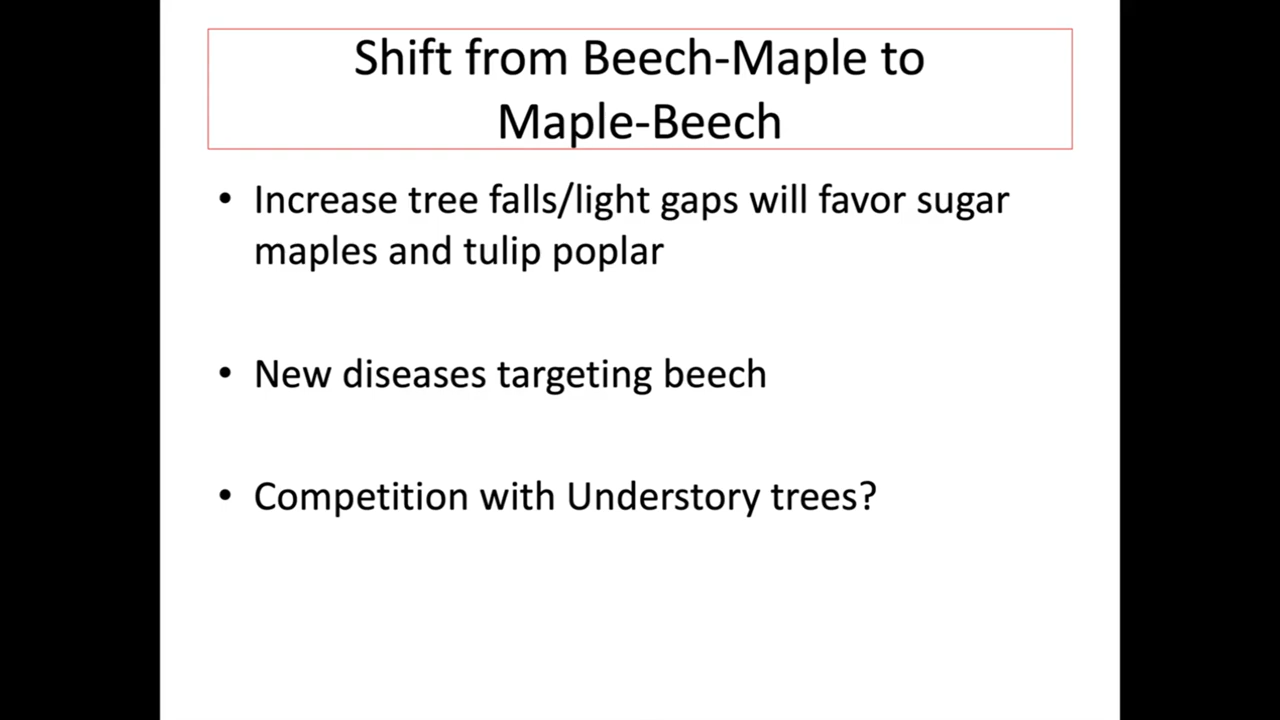 Shift from Beech-Maple to
Maple-Beech
• Increase tree falls/light gaps will favor sugar
maples and tulip poplar
• New diseases targeting beech
• Competition with Understory trees?